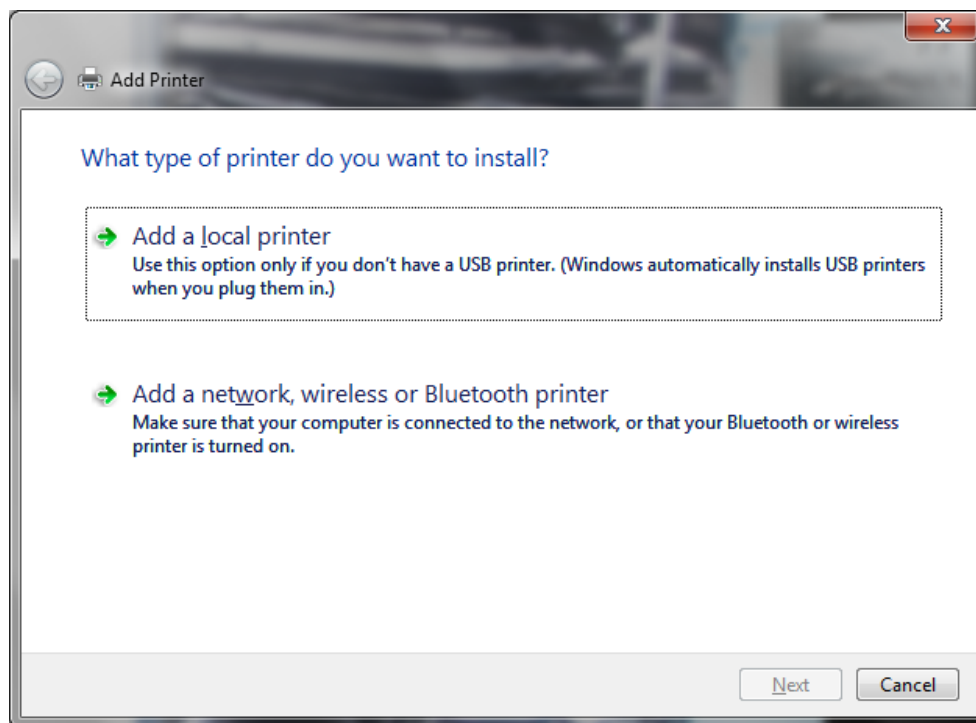 Add Printer
What type of printer do you want to install?
Add a local printer
Use this option only if you don't have a USB printer. (Windows automatically installs USB printers
when you plug them in.)
Add a network, wireless or Bluetooth printer
Make sure that your computer is connected to the network, or that your Bluetooth or wireless
printer is turned on.
Next
Cancel